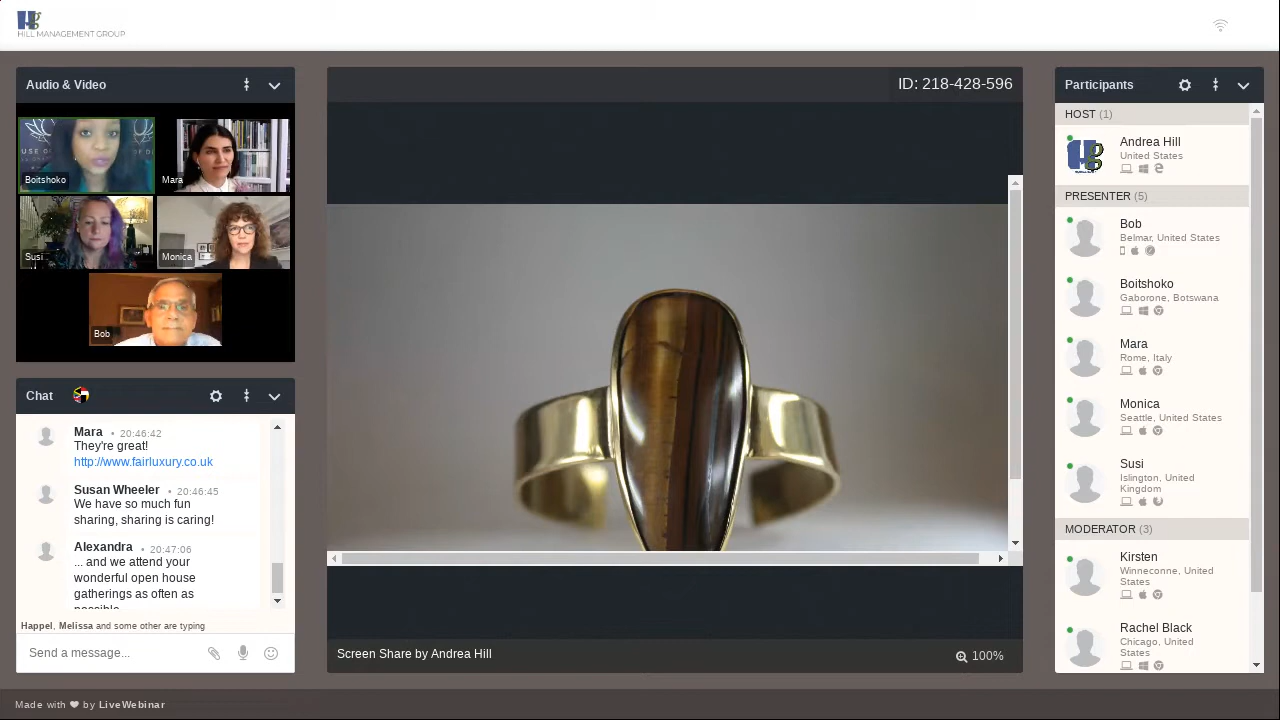 Hg
HILL MANAGEMENT GROUP
Audio & Video
USE O
OF D
Boitshoko
Mara
Susi
Monica
Bob
Chat
Mara • 20:46:42
They're great!
http://www.fairluxury.co.uk
Susan Wheeler • 20:46:45
We have so much fun
sharing, sharing is caring!
Alexandra • 20:47:06
... and we attend your
wonderful open house
gatherings as often as
possible
Happel, Melissa and some other are typing
Send a message...
ID: 218-428-596
Screen Share by Andrea Hill
100%
Participants
HOST (1)
Hg
Andrea Hill
United States
PRESENTER (5)
Bob
Belmar, United States
Boitshoko
Gaborone, Botswana
Mara
Rome, Italy
Monica
Seattle, United States
Susi
Islington, United
Kingdom
MODERATOR (3)
Kirsten
Winneconne, United
States
Rachel Black
Chicago, United
States
Made with ❤ by LiveWebinar